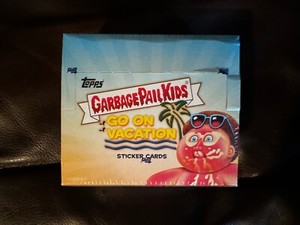 Topps
GARBAGE PAIL KIDS
GO ON
VACATION
STICKER CARDS